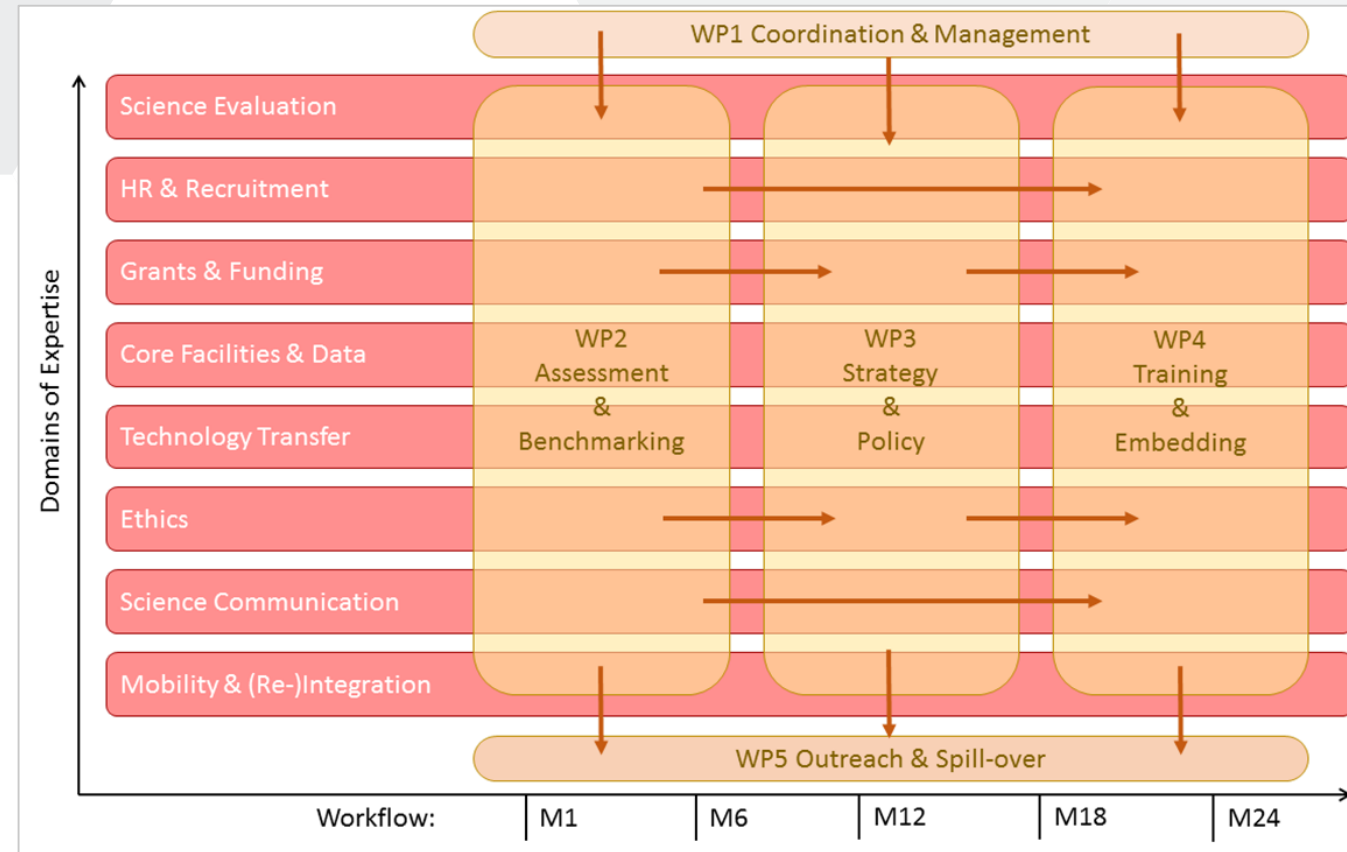 WP1 Coordination & Management
Domains of Expertise
Science Evaluation
HR & Recruitment
Grants & Funding
Core Facilities & Data
Technology Transfer
Ethics
Science Communication
Mobility & (Re-)Integration
WP2
Assessment
&
Benchmarking
WP3
Strategy
&
Policy
WP4
Training
&
Embedding
WP5 Outreach & Spill-over
Workflow: M1 M6 M12 M18 M24